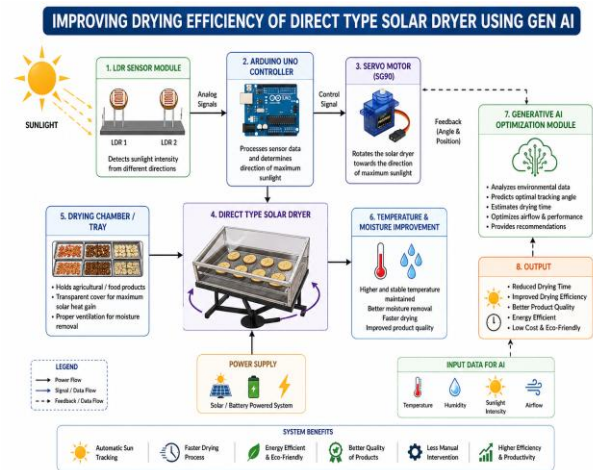 IMPROVING DRYING EFFICIENCY OF DIRECT TYPE SOLAR DRYER USING GEN AI
SUNLIGHT
1. LDR SENSOR MODULE
LDR 1
LDR 2
Detects sunlight intensity
from different directions
Analog
Signals
2. ARDUINO UNO
CONTROLLER
Processes sensor data
and determines
direction of maximum
sunlight
Control
Signal
3. SERVO MOTOR
(SG90)
Rotates the solar dryer
towards the direction
of maximum sunlight
Feedback
(Angle &
Position)
7. GENERATIVE AI
OPTIMIZATION MODULE
• Analyzes environmental data
• Predicts optimal tracking angle
• Estimates drying time
• Optimizes airflow & performance
• Provides recommendations
5. DRYING CHAMBER /
TRAY
• Holds agricultural / food products
• Transparent cover for maximum
solar heat gain
• Proper ventilation for moisture
removal
4. DIRECT TYPE SOLAR DRYER
6. TEMPERATURE &
MOISTURE IMPROVEMENT
Higher and stable temperature
maintained
Better moisture removal
Faster drying
Improved product quality
8. OUTPUT
• Reduced Drying Time
• Improved Drying Efficiency
• Better Product Quality
• Energy Efficient
• Low Cost & Eco-Friendly
LEGEND
Power Flow
Signal / Data Flow
Feedback / Data Flow
POWER SUPPLY
Solar / Battery Powered System
INPUT DATA FOR AI
Temperature
Humidity
Sunlight
Intensity
Airflow
SYSTEM BENEFITS
Automatic Sun
Tracking
Faster Drying
Process
Energy Efficient
& Eco-Friendly
Better Quality
of Products
Less Manual
Intervention
Higher Efficiency
& Productivity